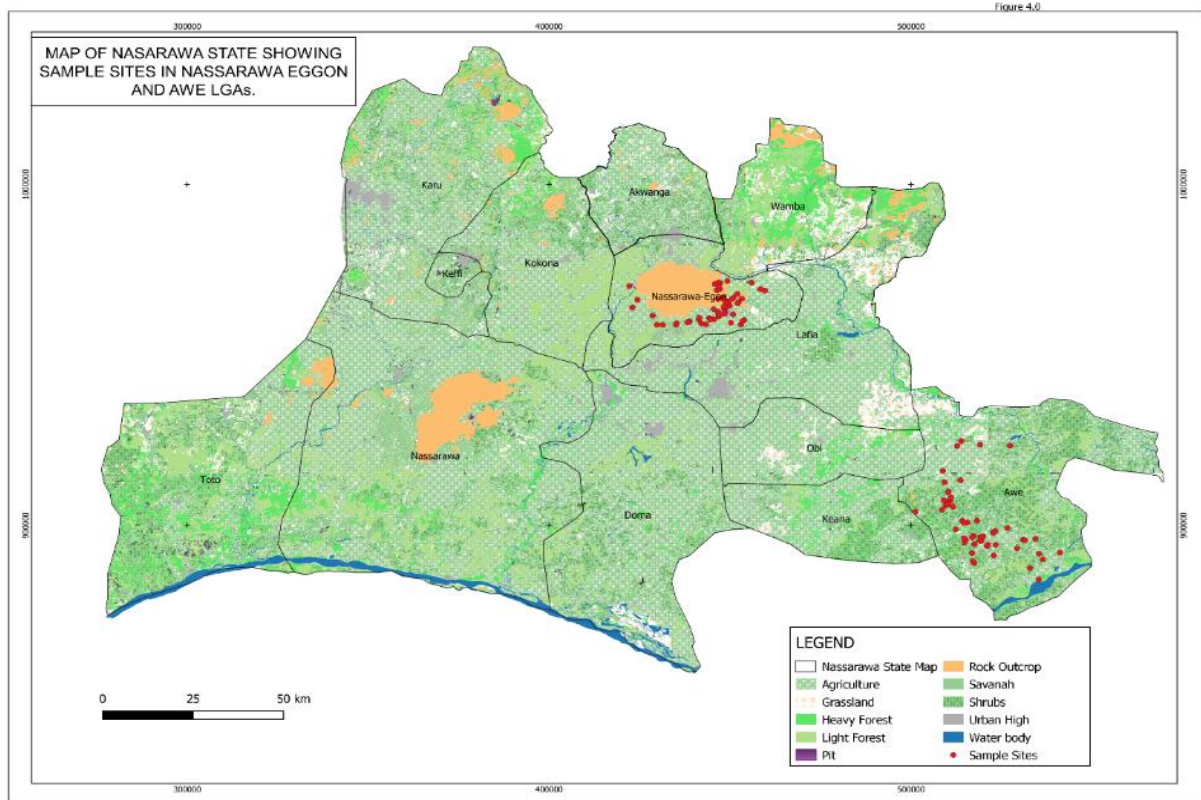 Figure 4.0
300000
400000
500000
MAP OF NASARAWA STATE SHOWING
SAMPLE SITES IN NASSARAWA EGGON
AND AWE LGAs.
1000000
1000000
Karu
Akwanga
Wamba
Keffi
Kokona
Nassarawa-Egon
Lafia
Nassarawa
Toto
Obi
Awe
Doma
Keana
900000
900000
LEGEND
Nassarawa State Map
Agriculture
Grassland
Heavy Forest
Light Forest
Pit
Rock Outcrop
Savanah
Shrubs
Urban High
Water body
Sample Sites
0 25 50 km
300000
400000
500000